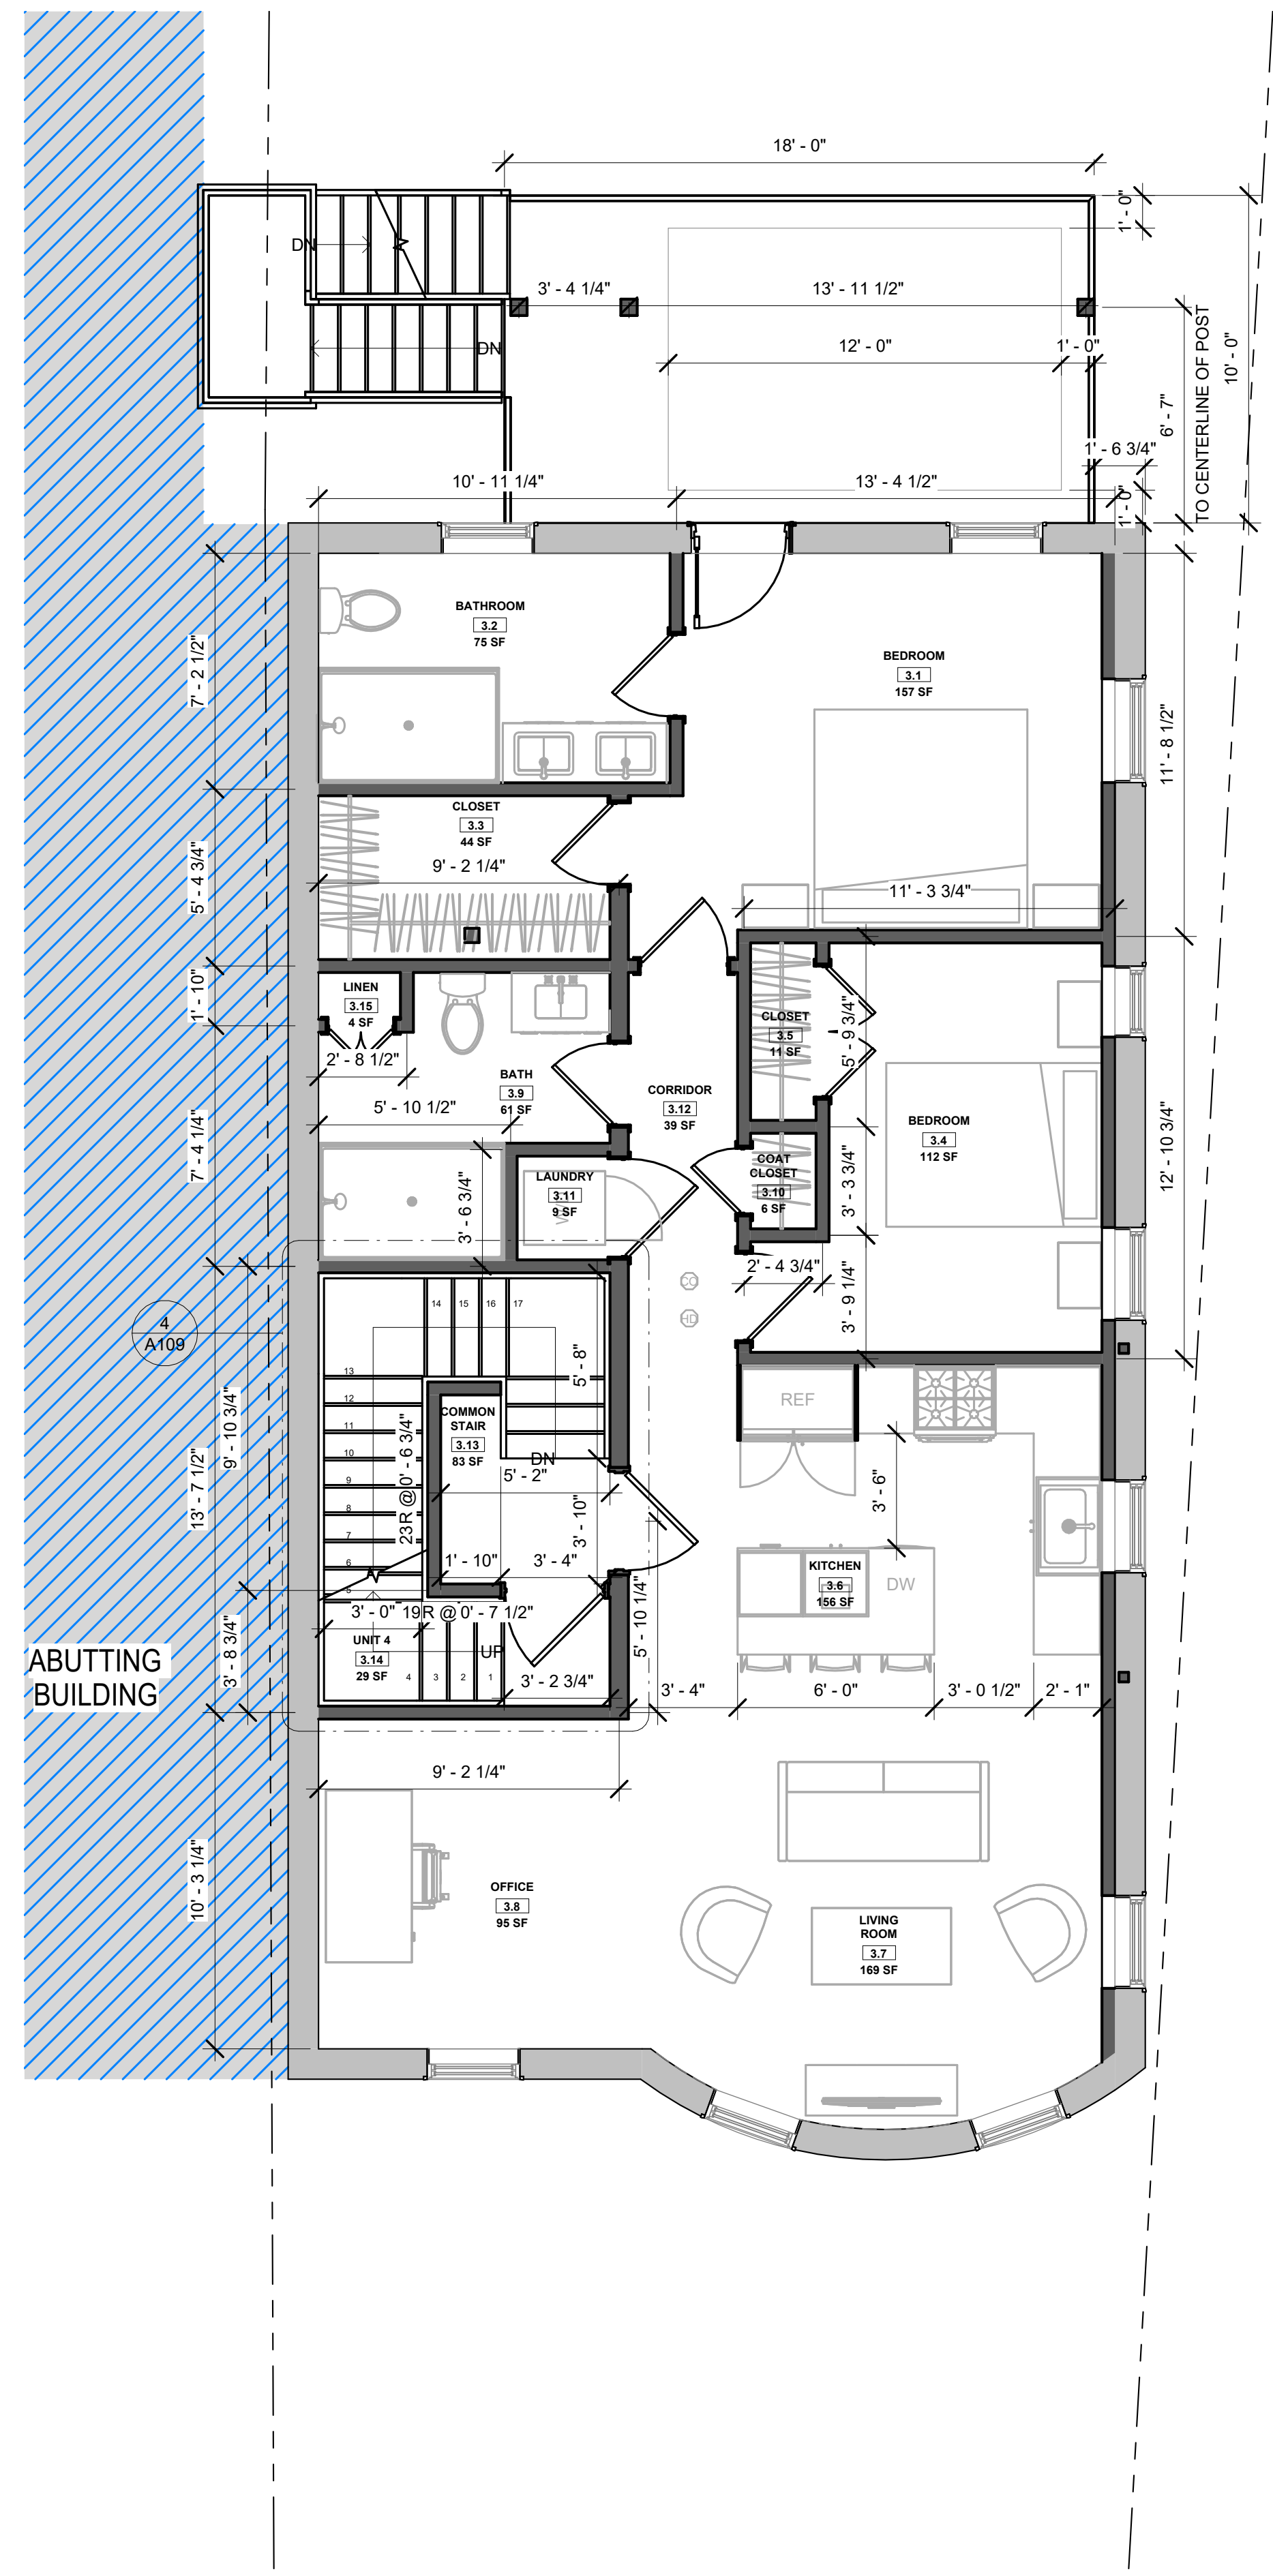 18' - 0"
1' - 0"
DN
3' - 4 1/4"
13' - 11 1/2"
DN
12' - 0"
1' - 0"
10' - 0"
TO CENTERLINE OF POST
6' - 7"
1' - 6 3/4"
10' - 11 1/4"
13' - 4 1/2"
1' - 0"
BATHROOM
3.2
75 SF
7' - 2 1/2"
BEDROOM
3.1
157 SF
11' - 8 1/2"
CLOSET
3.3
44 SF
9' - 2 1/4"
5' - 4 3/4"
11' - 3 3/4"
LINEN
3.15
4 SF
1' - 10"
2' - 8 1/2"
CLOSET
3.5
11 SF
5' - 9 3/4"
BATH
3.9
61 SF
5' - 10 1/2"
CORRIDOR
3.12
39 SF
BEDROOM
3.4
112 SF
12' - 10 3/4"
7' - 4 1/4"
LAUNDRY
3.11
9 SF
COAT
CLOSET
3.10
6 SF
3' - 3 3/4"
3' - 6 3/4"
2' - 4 3/4"
CO
HD
3' - 9 1/4"
4
A109
14
15
16
17
5' - 8"
13
12
11
10
9
8
7
6
5
COMMON
STAIR
3.13
83 SF
23R @ 0' - 6 3/4"
DN
5' - 2"
9' - 10 3/4"
13' - 7 1/2"
REF
3' - 6"
3' - 10"
1' - 10"
3' - 4"
KITCHEN
3.6
156 SF
DW
3' - 0"
19R @ 0' - 7 1/2"
5' - 10 1/4"
UNIT 4
3.14
29 SF
UP
4
3
2
1
3' - 8 3/4"
ABUTTING
BUILDING
3' - 2 3/4"
3' - 4"
6' - 0"
3' - 0 1/2"
2' - 1"
9' - 2 1/4"
10' - 3 1/4"
OFFICE
3.8
95 SF
LIVING
ROOM
3.7
169 SF